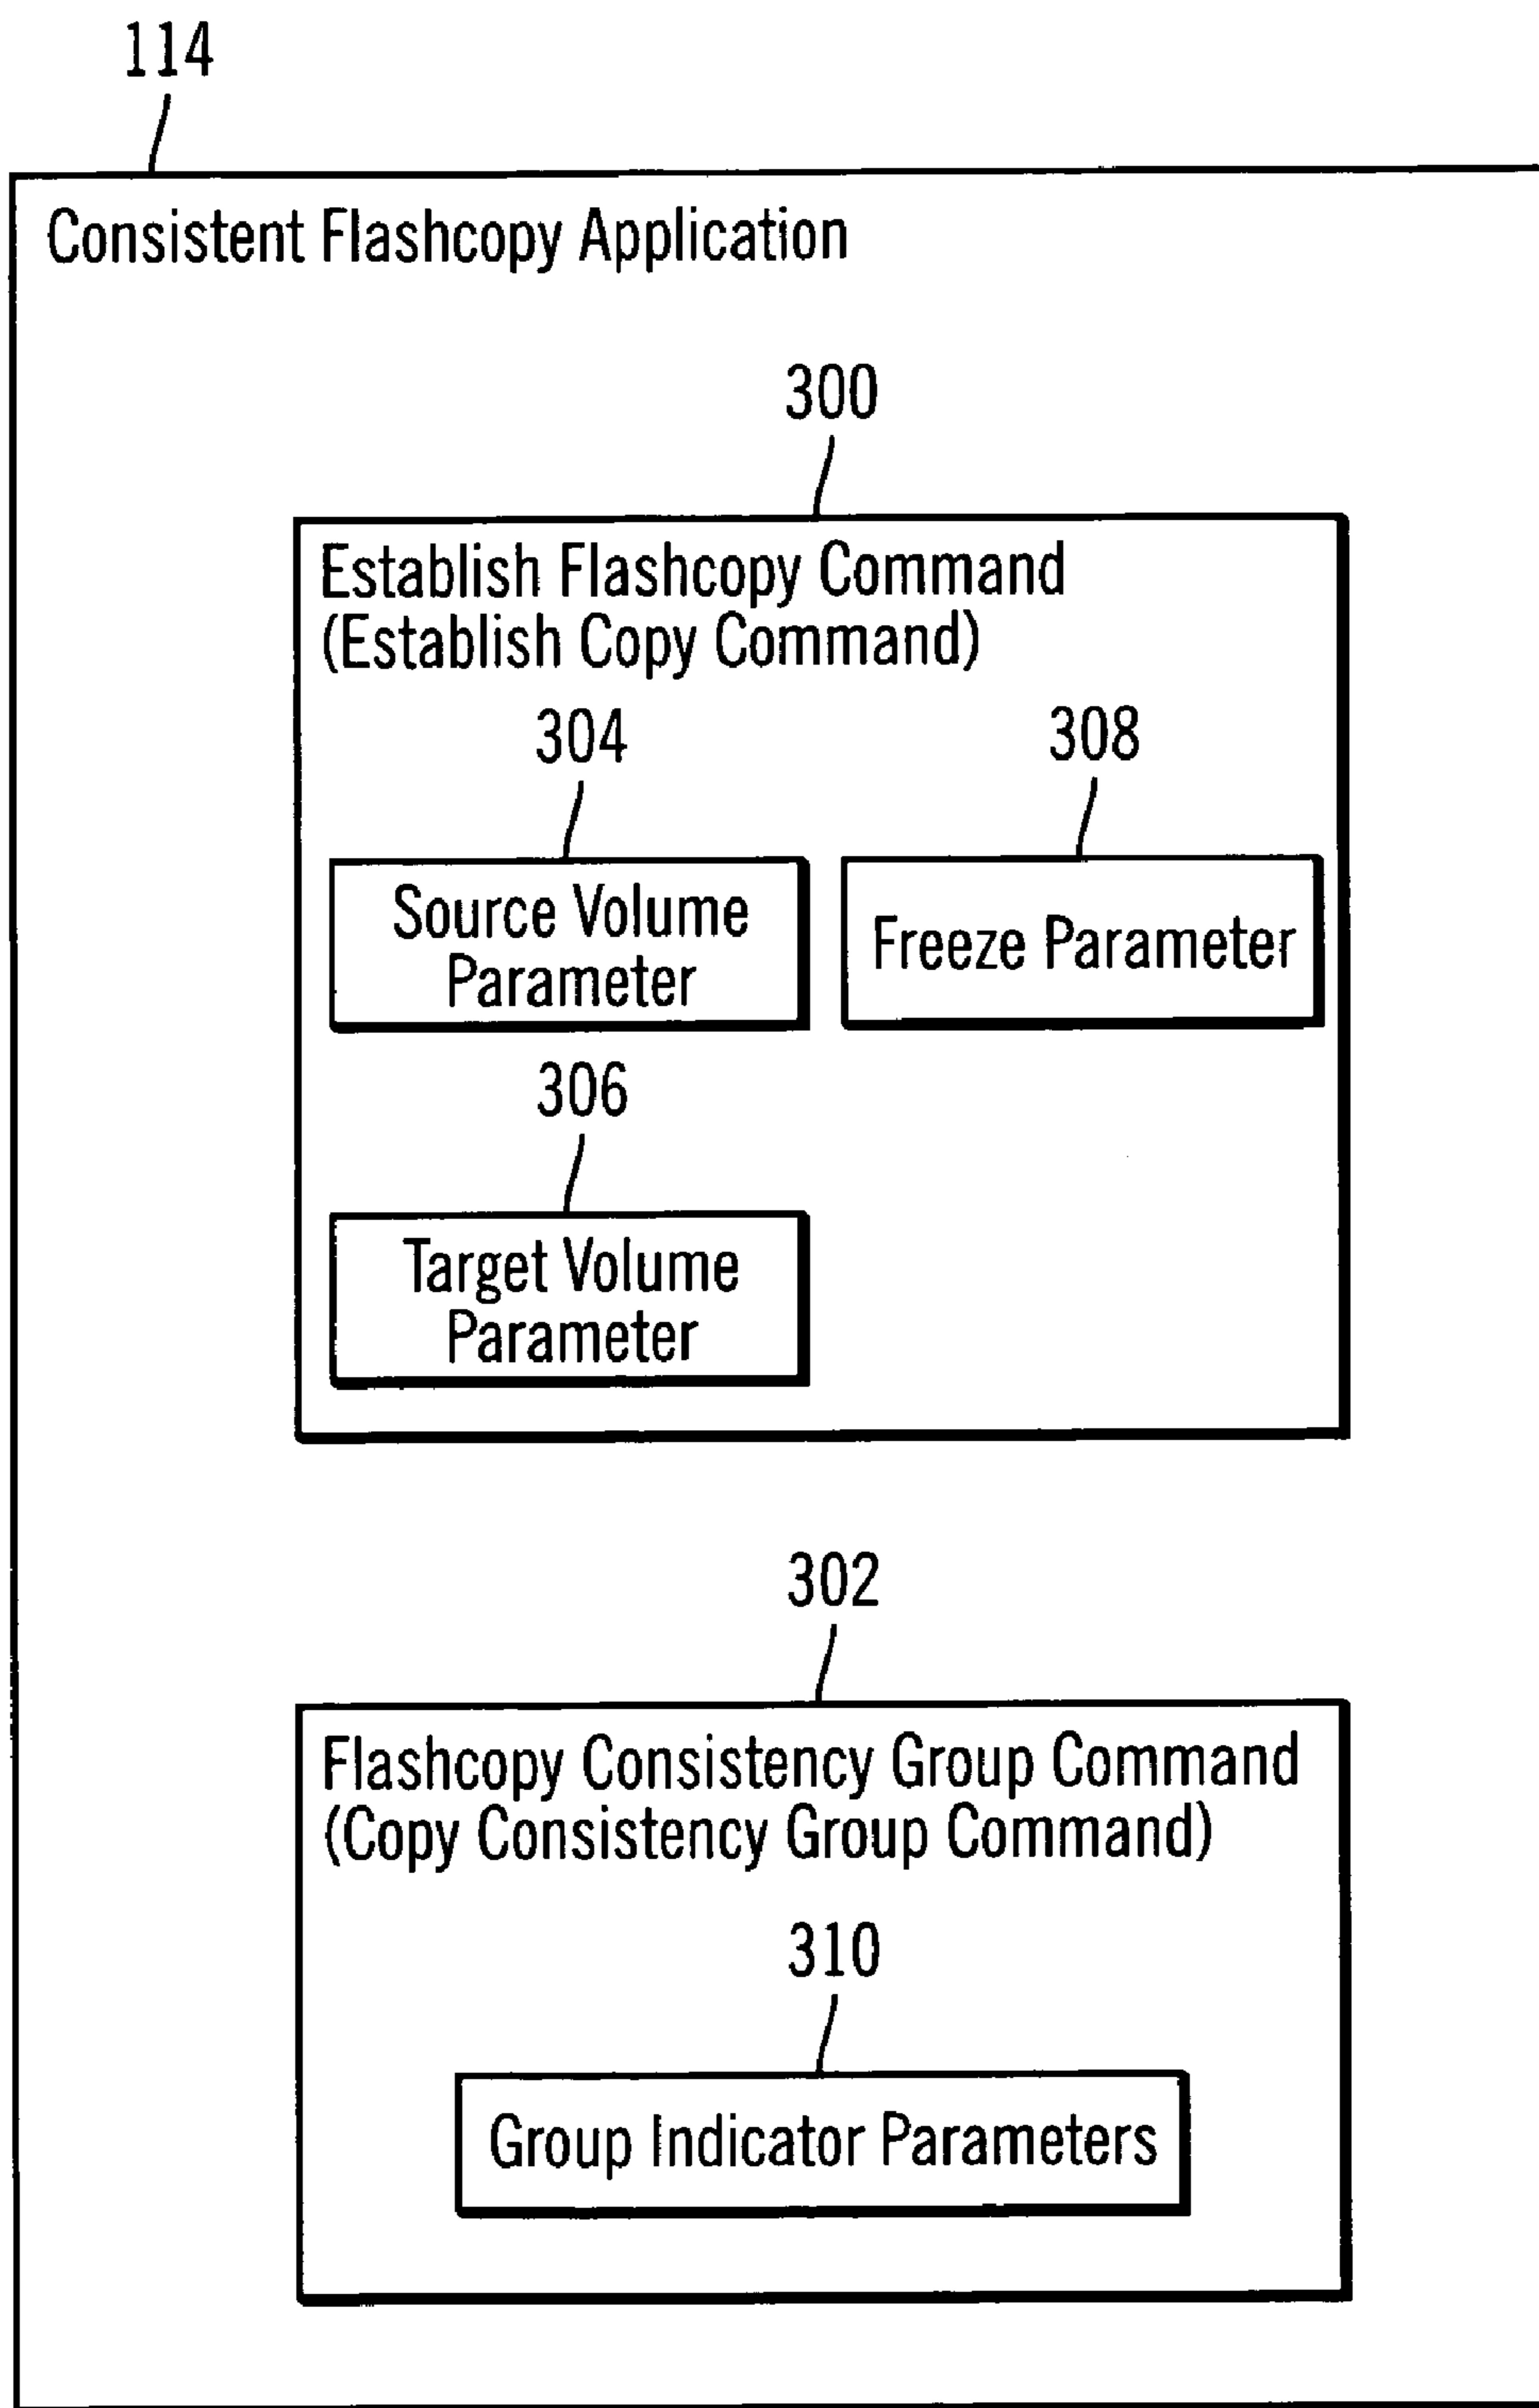 114
Consistent Flashcopy Application
300
Establish Flashcopy Command
(Establish Copy Command)
304
308
Source Volume
Parameter
Freeze Parameter
306
Target Volume
Parameter
302
Flashcopy Consistency Group Command
(Copy Consistency Group Command)
310
Group Indicator Parameters